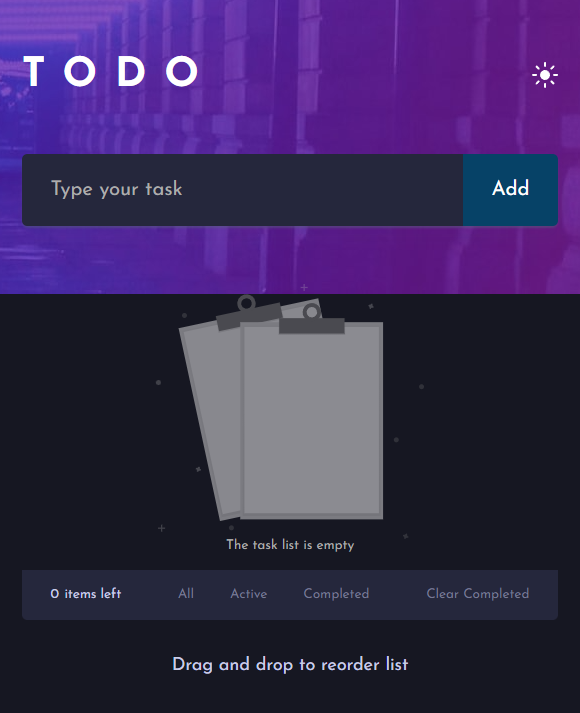 TODO
Type your task
Add
The task list is empty
0 items left
All
Active
Completed
Clear Completed
Drag and drop to reorder list